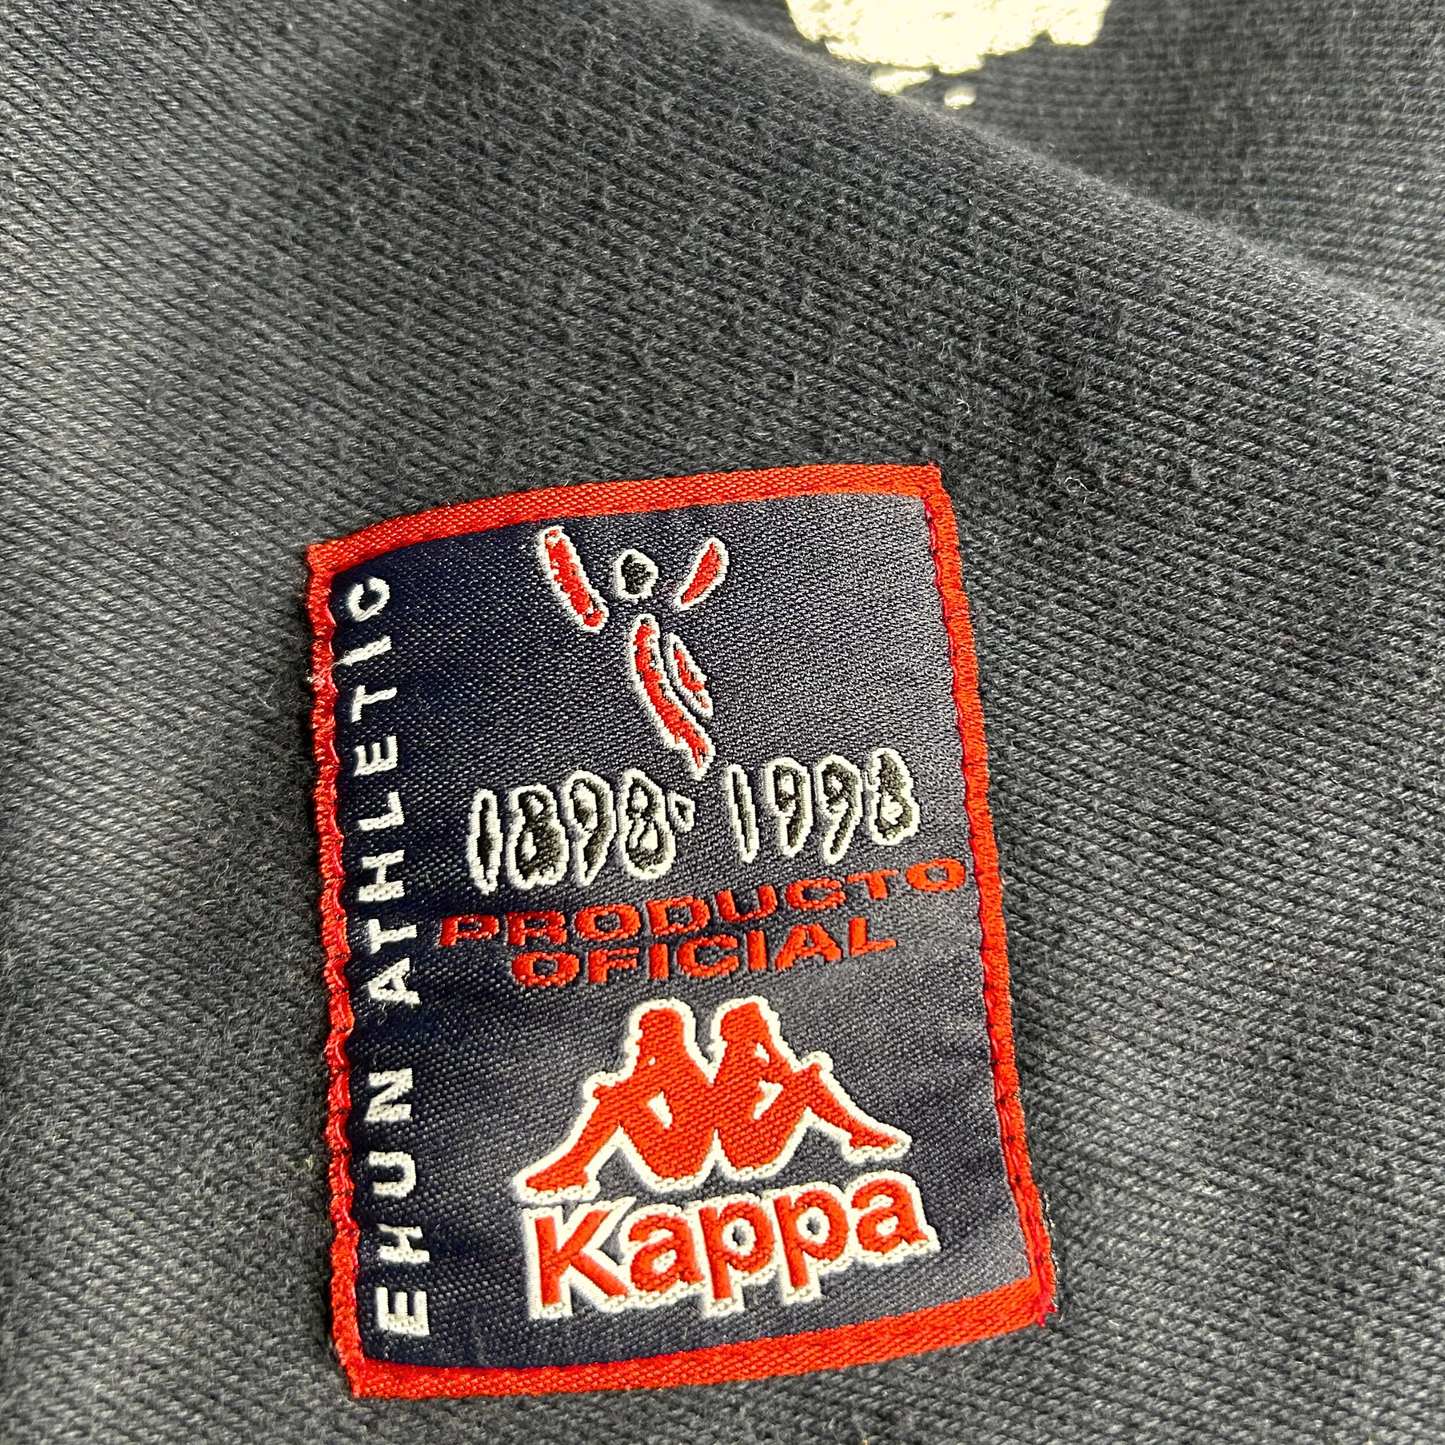 EHUN ATHLETIC
1898-1998
PRODUCTO
OFICIAL
Kappa